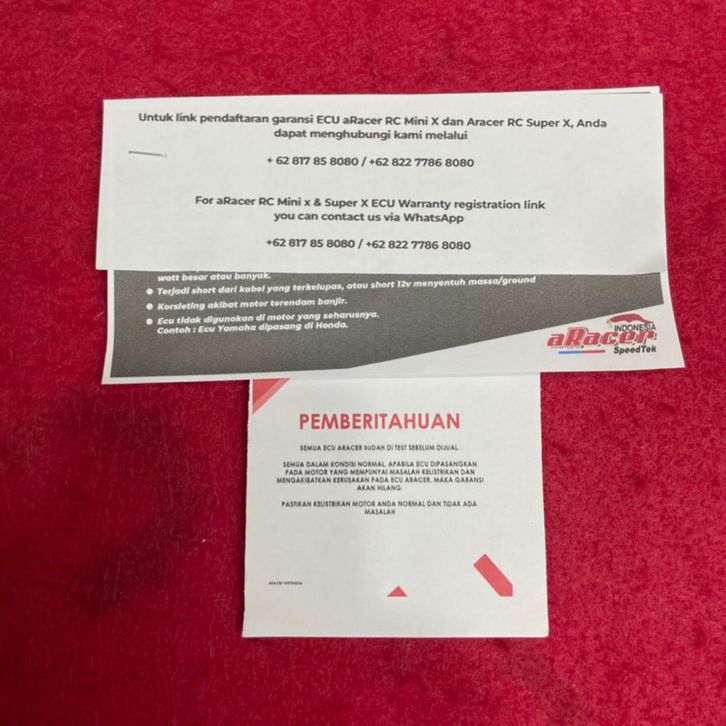 Untuk link pendaftaran garansi ECU aRacer RC Mini X dan Aracer RC Super X, Anda
dapat menghubungi kami melalui
+ 62 817 85 8080 / +62 822 7786 8080
For aRacer RC Mini x & Super X ECU Warranty registration link
you can contact us via WhatsApp
+62 817 85 8080 / +62 822 7786 8080
watt besar atau banyak.
Terjadi short dari kabel yang terkelupas, atau short 12v menyentuh massa/ground
Korsleting akibat motor terendam banjir.
Ecu tidak digunakan di motor yang seharusnya.
Contoh : Ecu Yamaha dipasang di Honda.
INDONESIA
aRacer
SpeedTek
PEMBERITAHUAN
SEMUA ECU ARACER SUDAH DI TEST SEBELUM DIJUAL.
SEMUA DALAM KONDISI NORMAL, APABILA ECU DIPASANGKAN
PADA MOTOR YANG MEMPUNYAI MASALAH KELISTRIKAN DAN
MENGAKIBATKAN KERUSAKAN PADA ECU ARACER, MAKA GARANSI
AKAN HILANG.
PASTIKAN KELISTRIKAN MOTOR ANDA NORMAL DAN TIDAK ADA
MASALAH